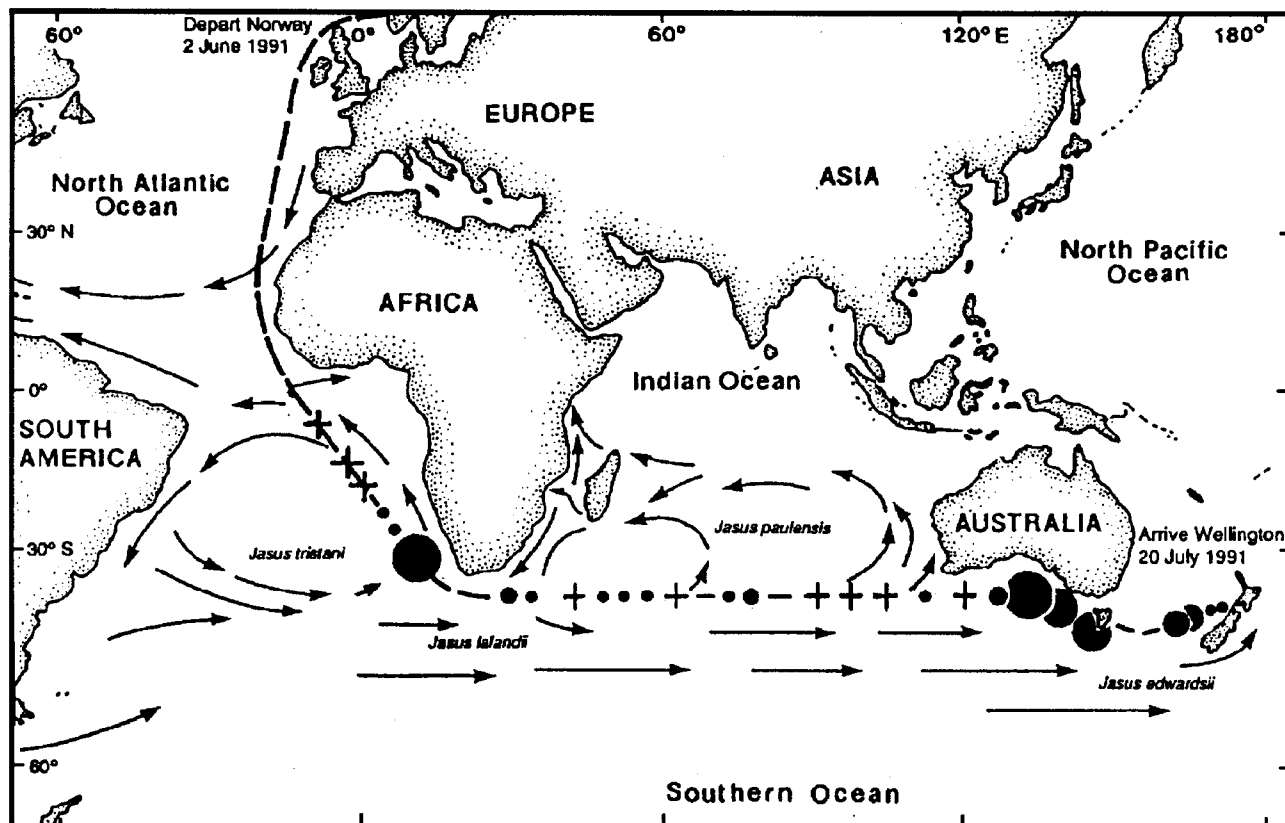 Depart Norway
2 June 1991
60°
0°
60°
120° E
180°
EUROPE
ASIA
North Atlantic
Ocean
30° N
North Pacific
Ocean
AFRICA
Indian Ocean
0°
SOUTH
AMERICA
Jasus paulensis
AUSTRALIA
Arrive Wellington
20 July 1991
30° S
Jasus tristani
Jasus lalandii
Jasus edwardsii
60°
Southern Ocean